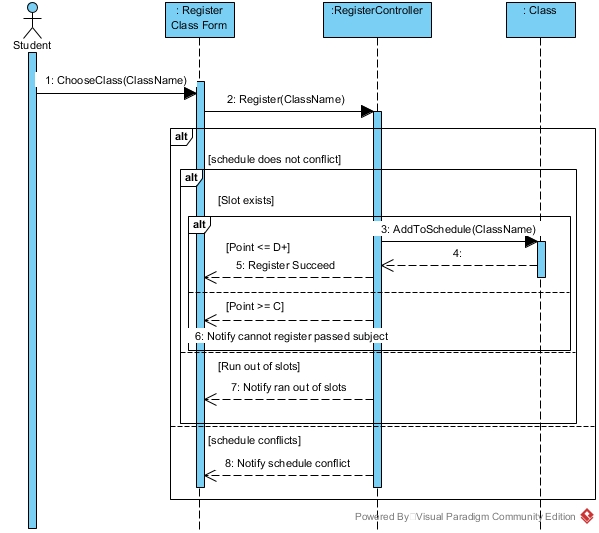 : Register
Class Form
:RegisterController
: Class
Student
1: ChooseClass(ClassName)
2: Register(ClassName)
alt
[schedule does not conflict]
alt
[Slot exists]
alt
3: AddToSchedule(ClassName)
[Point <= D+]
4:
5: Register Succeed
[Point >= C]
6: Notify cannot register passed subject
[Run out of slots]
7: Notify ran out of slots
[schedule conflicts]
8: Notify schedule conflict
Powered By Visual Paradigm Community Edition